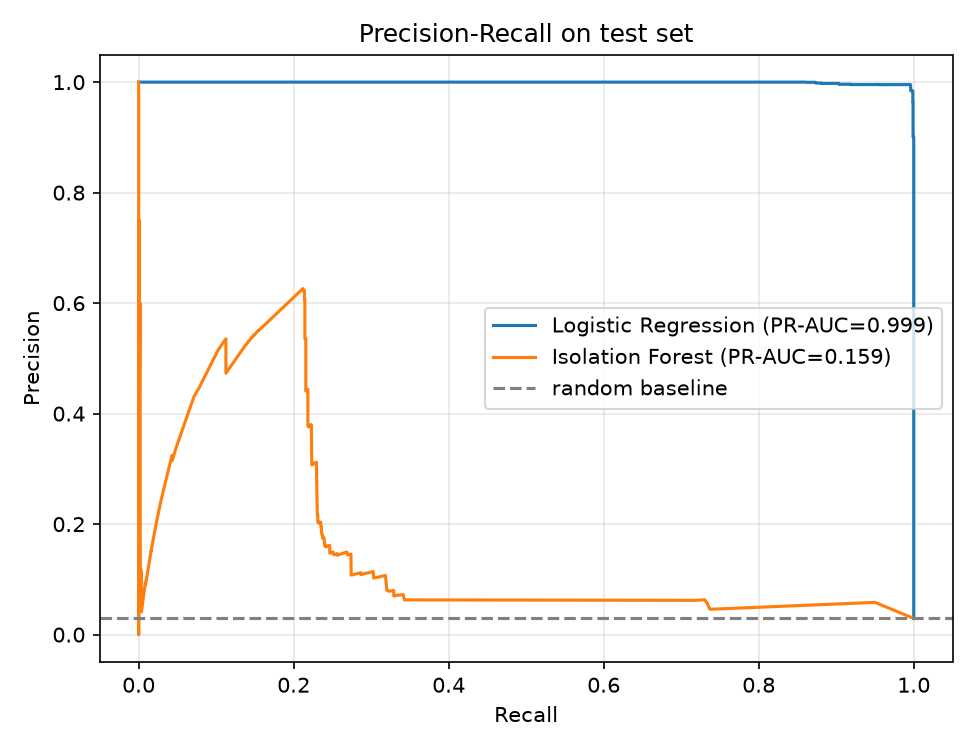 Precision-Recall on test set
1.0
0.8
0.6
0.4
0.2
0.0
Precision
Logistic Regression (PR-AUC=0.999)
Isolation Forest (PR-AUC=0.159)
random baseline
0.0 0.2 0.4 0.6 0.8 1.0
Recall